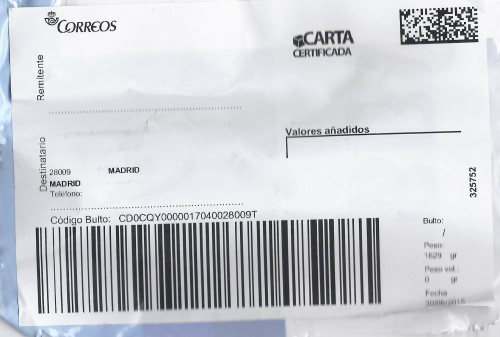 CORREOS
CARTA
CERTIFICADA
Remitente
Valores añadidos
Destinatario
28009 MADRID
MADRID
Teléfono:
325752
Código Bulto: CD0CQY0000017040028009T
Bulto:
/
Peso:
1629 gr
Peso vol.:
0 gr
Fecha
30/06/2015